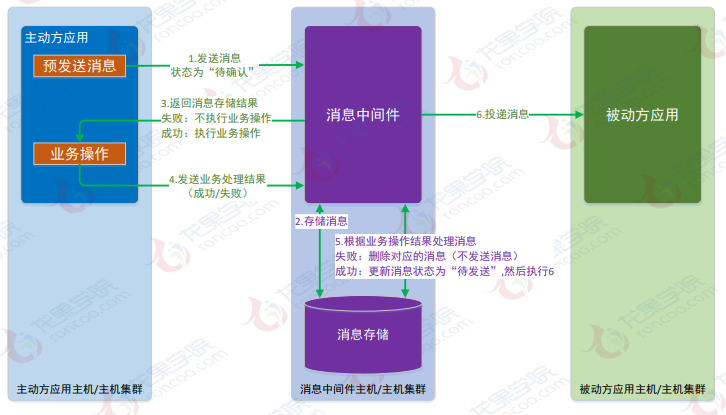 主动方应用
预发送消息
业务操作
1.发送消息
状态为“待确认”
3.返回消息存储结果
失败：不执行业务操作
成功：执行业务操作
4.发送业务处理结果
（成功/失败）
消息中间件
2.存储消息
5.根据业务操作结果处理消息
失败：删除对应的消息（不发送消息）
成功：更新消息状态为“待发送”,然后执行6
消息存储
6.投递消息
被动方应用
主动方应用主机/主机集群
消息中间件主机/主机集群
被动方应用主机/主机集群
龙果学院
roncoo.com